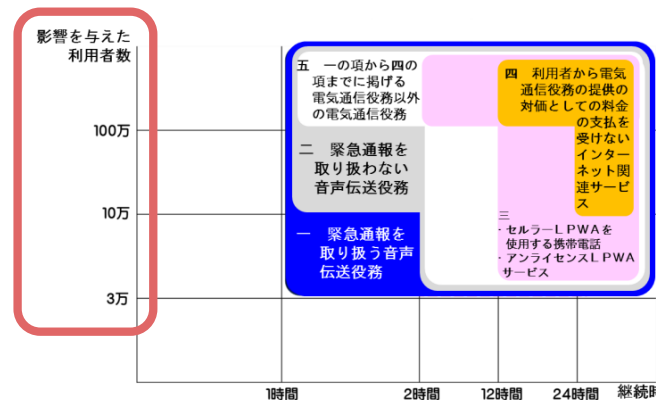 影響を与えた
利用者数
100万
10万
3万
五 一の項から四の
項までに掲げる
電気通信役務以外
の電気通信役務
四 利用者から電気
通信役務の提供の
対価としての料金
の支払を
受けない
インター
ネット関
連サービ
ス
二 緊急通報を
取り扱わない
音声伝送役務
一 緊急通報を
取り扱う音声
伝送役務
三
・セルラーLPWAを
使用する携帯電話
・アンライセンスLPWA
サービス
1時間
2時間
12時間
24時間
継続時